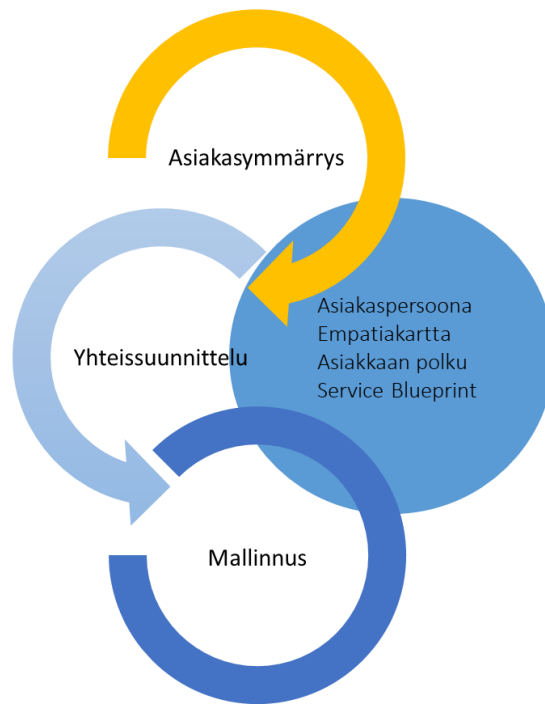 Asiakasymmärrys
Asiakaspersoona
Empatiakartta
Asiakkaan polku
Service Blueprint
Yhteissuunnittelu
Mallinnus